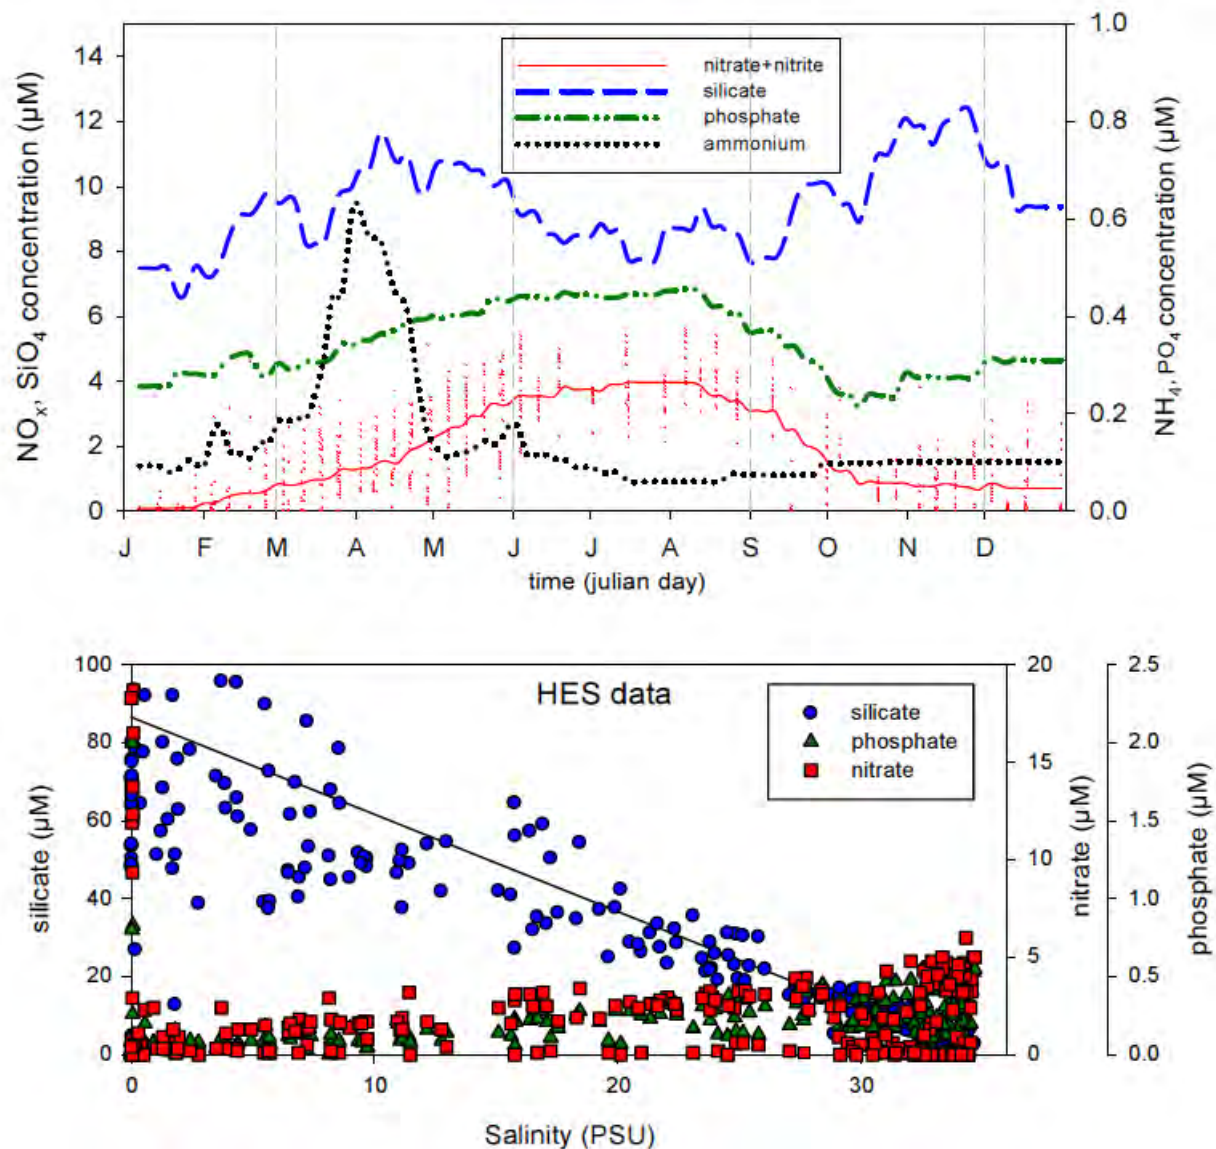 14
12
10
8
6
4
2
0
NOₓ, SiO₄ concentration (µM)
nitrate+nitrite
silicate
phosphate
ammonium
1.0
0.8
0.6
0.4
0.2
0.0
NH₄, PO₄ concentration (µM)
J F M A M J J A S O N D
time (julian day)
100
80
60
40
20
0
silicate (µM)
HES data
silicate
phosphate
nitrate
20
15
10
5
0
nitrate (µM)
2.5
2.0
1.5
1.0
0.5
0.0
phosphate (µM)
0 10 20 30
Salinity (PSU)